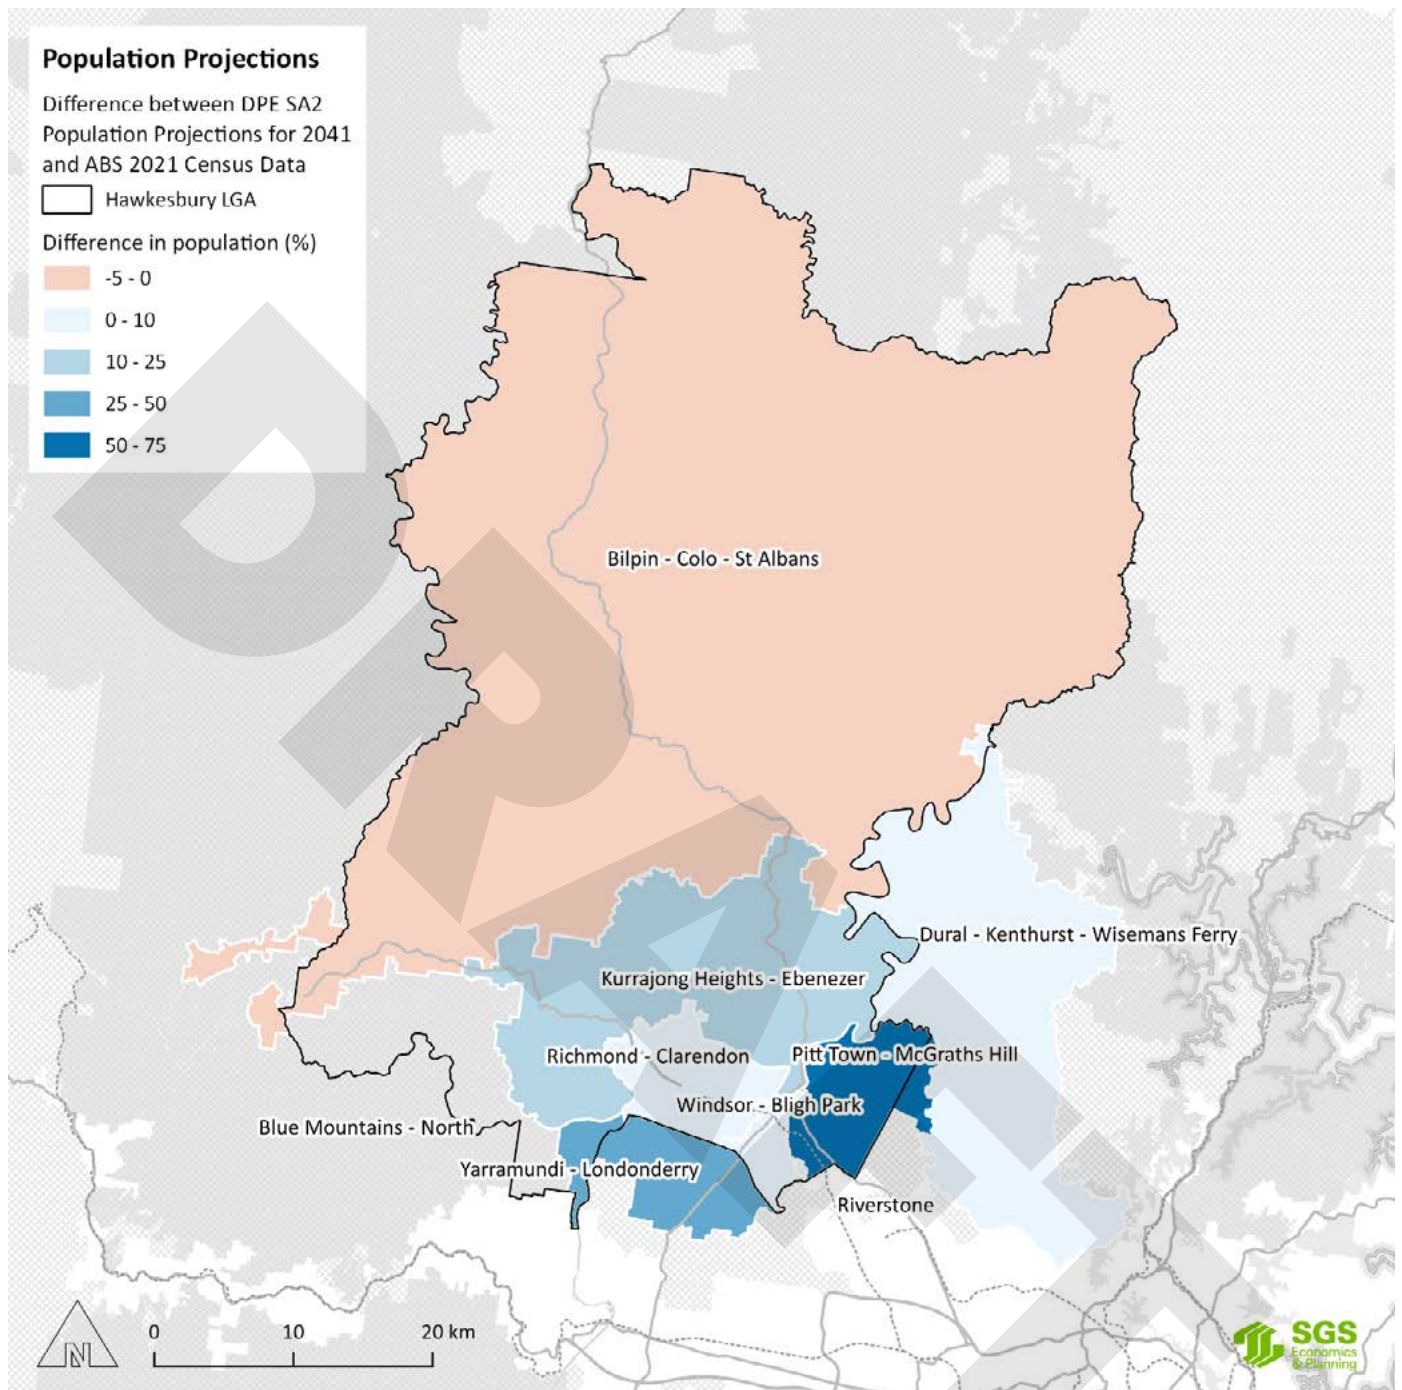 Population Projections
Difference between DPE SA2
Population Projections for 2041
and ABS 2021 Census Data
Hawkesbury LGA
Difference in population (%)
-5 - 0
0 - 10
10 - 25
25 - 50
50 - 75
Bilpin - Colo - St Albans
Dural - Kenthurst - Wisemans Ferry
Kurrajong Heights - Ebenezer
Richmond - Clarendon
Pitt Town - McGraths Hill
Windsor - Bligh Park
Blue Mountains - North
Yarramundi - Londonderry
Riverstone
0 10 20 km
N
SGS
Economics
& Planning
DRAFT